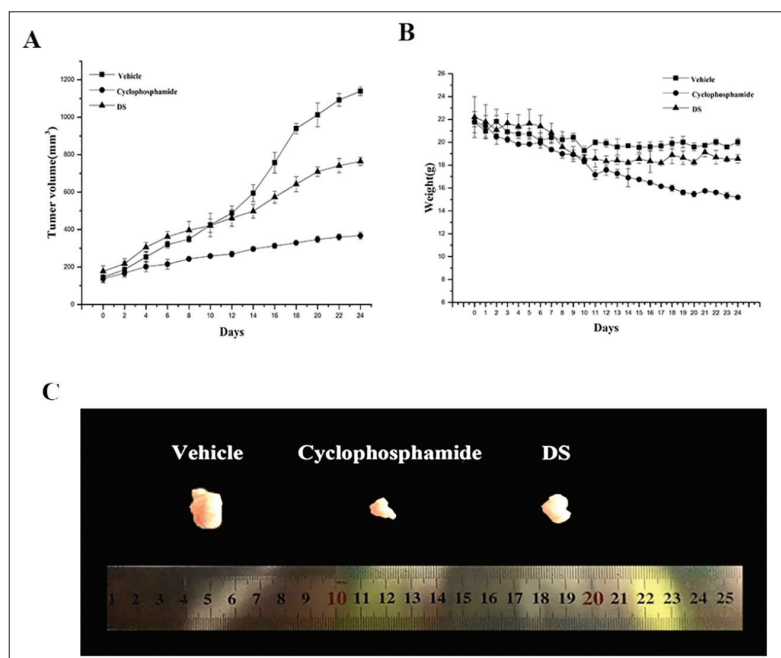 A
Vehicle
Cyclophosphamide
DS
Tumer volume(mm³)
1200
1000
800
600
400
200
0
0 2 4 6 8 10 12 14 16 18 20 22 24
Days
B
Vehicle
Cyclophosphamide
DS
Weight(g)
26
24
22
20
18
16
14
12
10
8
6
0 1 2 3 4 5 6 7 8 9 10 11 12 13 14 15 16 17 18 19 20 21 22 23 24
Days
C
Vehicle Cyclophosphamide DS
1 2 3 4 5 6 7 8 9 10 11 12 13 14 15 16 17 18 19 20 21 22 23 24 25